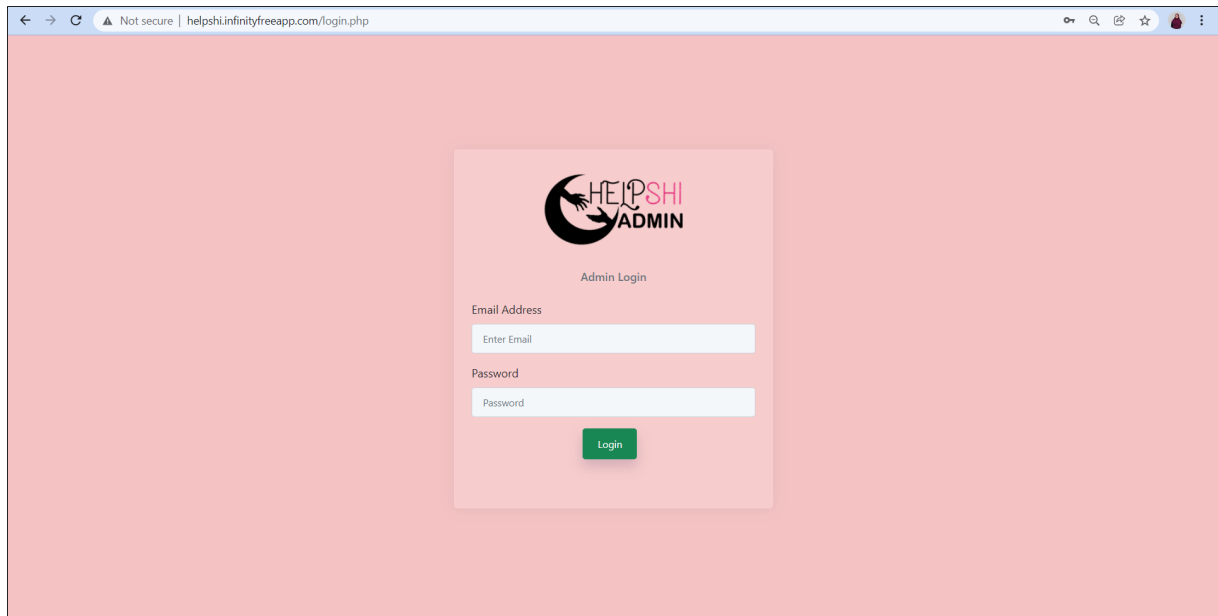 Not secure | helpshi.infinityfreeapp.com/login.php
HELPSHI
ADMIN
Admin Login
Email Address
Enter Email
Password
Password
Login